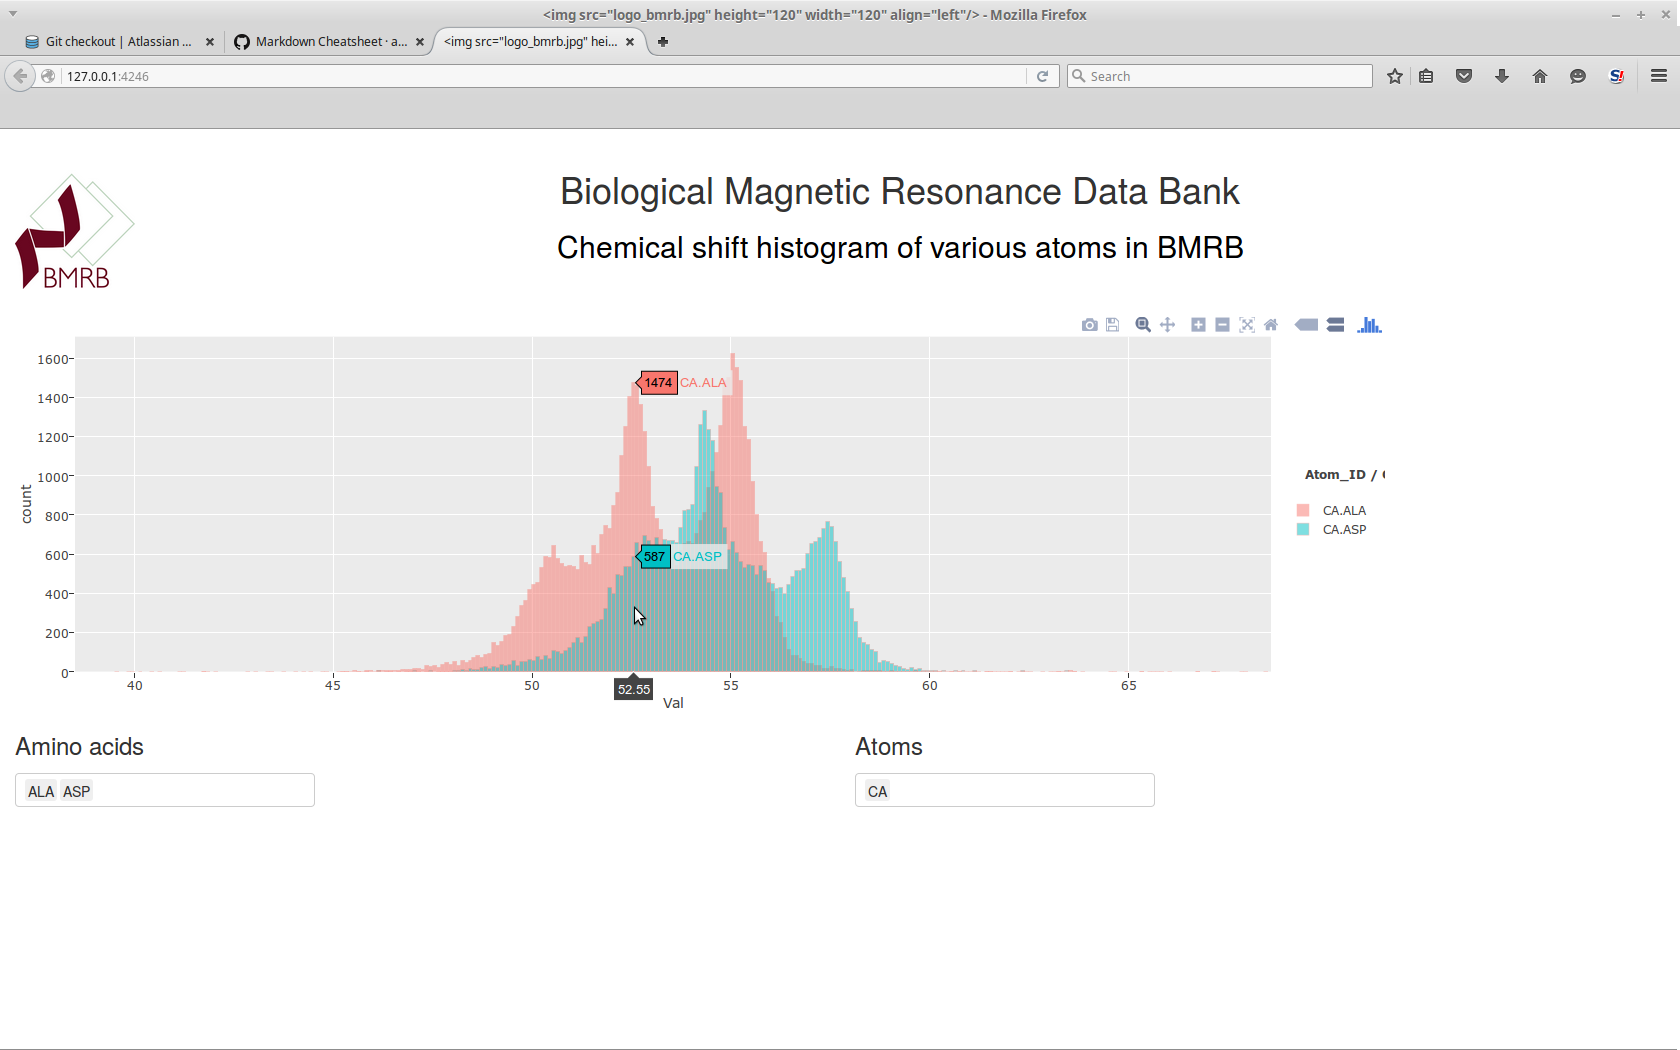 <img src="logo_bmrb.jpg" height="120" width="120" align="left"/> - Mozilla Firefox
Git checkout | Atlassian ...
Markdown Cheatsheet · a...
<img src="logo_bmrb.jpg" hei...
127.0.0.1:4246
Search
S!
BMRB
Biological Magnetic Resonance Data Bank
Chemical shift histogram of various atoms in BMRB
1600
1400
1200
1000
800
600
400
200
0
count
1474 CA.ALA
587 CA.ASP
40
45
50
52.55
55
60
65
Val
Atom_ID /
CA.ALA
CA.ASP
Amino acids
ALA ASP
Atoms
CA